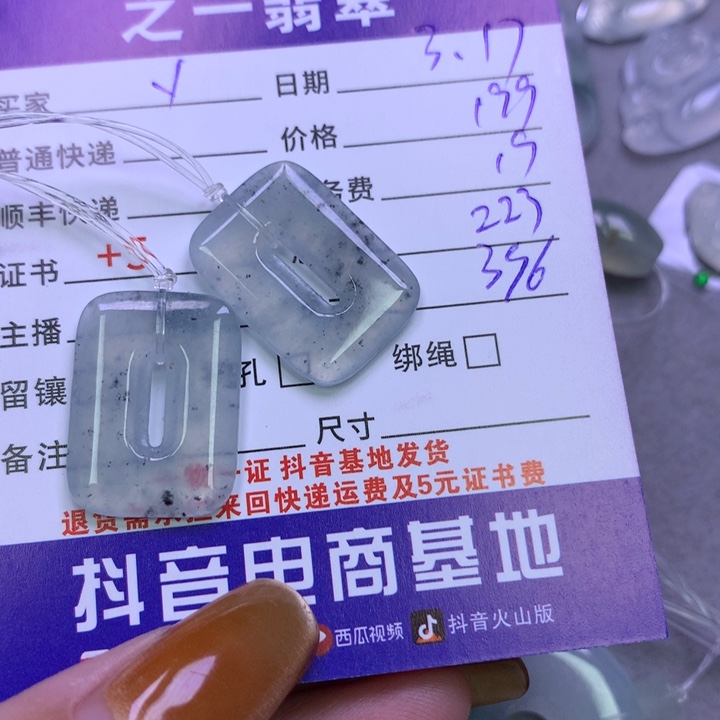 之一翡翠
买家 y 日期 3.17
普通快递 价格 199
顺丰快递 务费 15
证书 +5 223
主播 396
留镶 孔 绑绳
备注 尺寸
一证 抖音基地发货
退货需承担来回快递运费及5元证书费
抖音电商基地
西瓜视频 抖音火山版